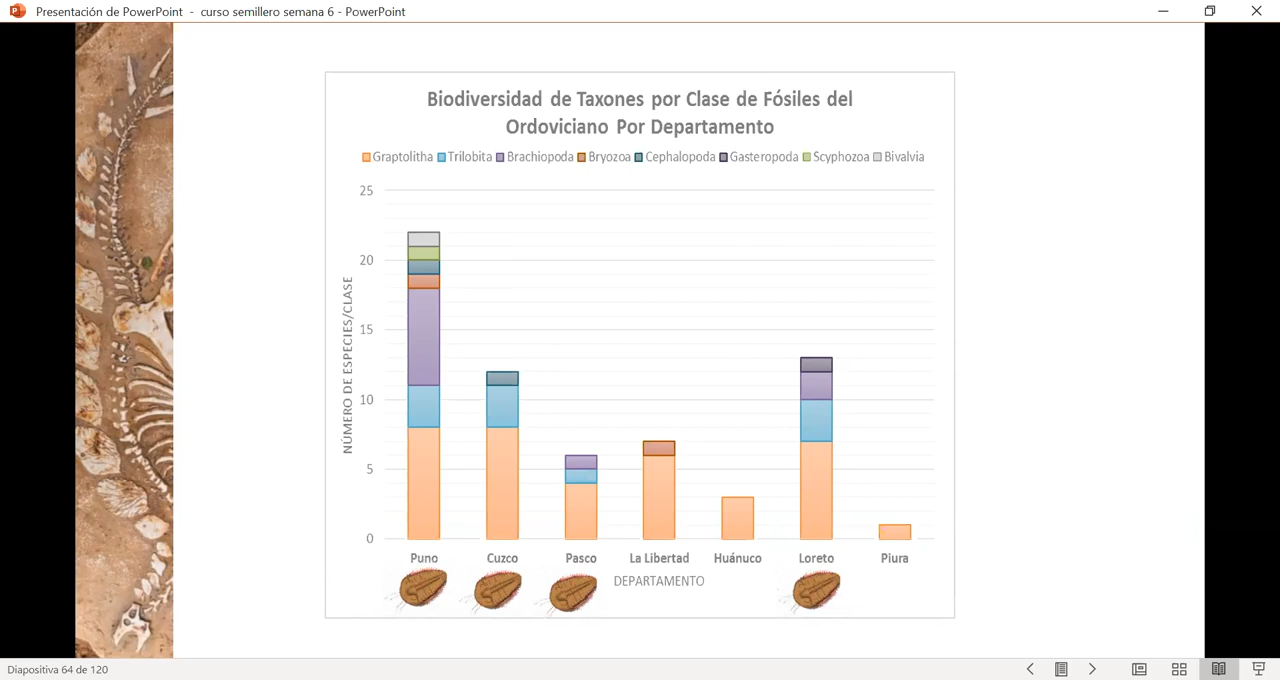 Presentación de PowerPoint - curso semillero semana 6 - PowerPoint
Biodiversidad de Taxones por Clase de Fósiles del
Ordoviciano Por Departamento
Graptolitha Trilobita Brachiopoda Bryozoa Cephalopoda Gasteropoda Scyphozoa Bivalvia
NÚMERO DE ESPECIES/CLASE
25
20
15
10
5
0
Puno Cuzco Pasco La Libertad Huánuco Loreto Piura
DEPARTAMENTO
Diapositiva 64 de 120